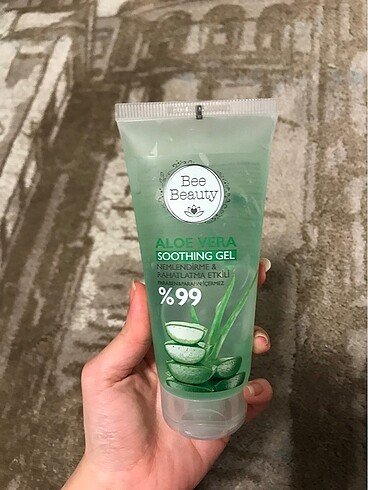 Bee
Beauty
ALOE VERA
SOOTHING GEL
NEMLENDİRME &
RAHATLATMA ETKİLİ
%99